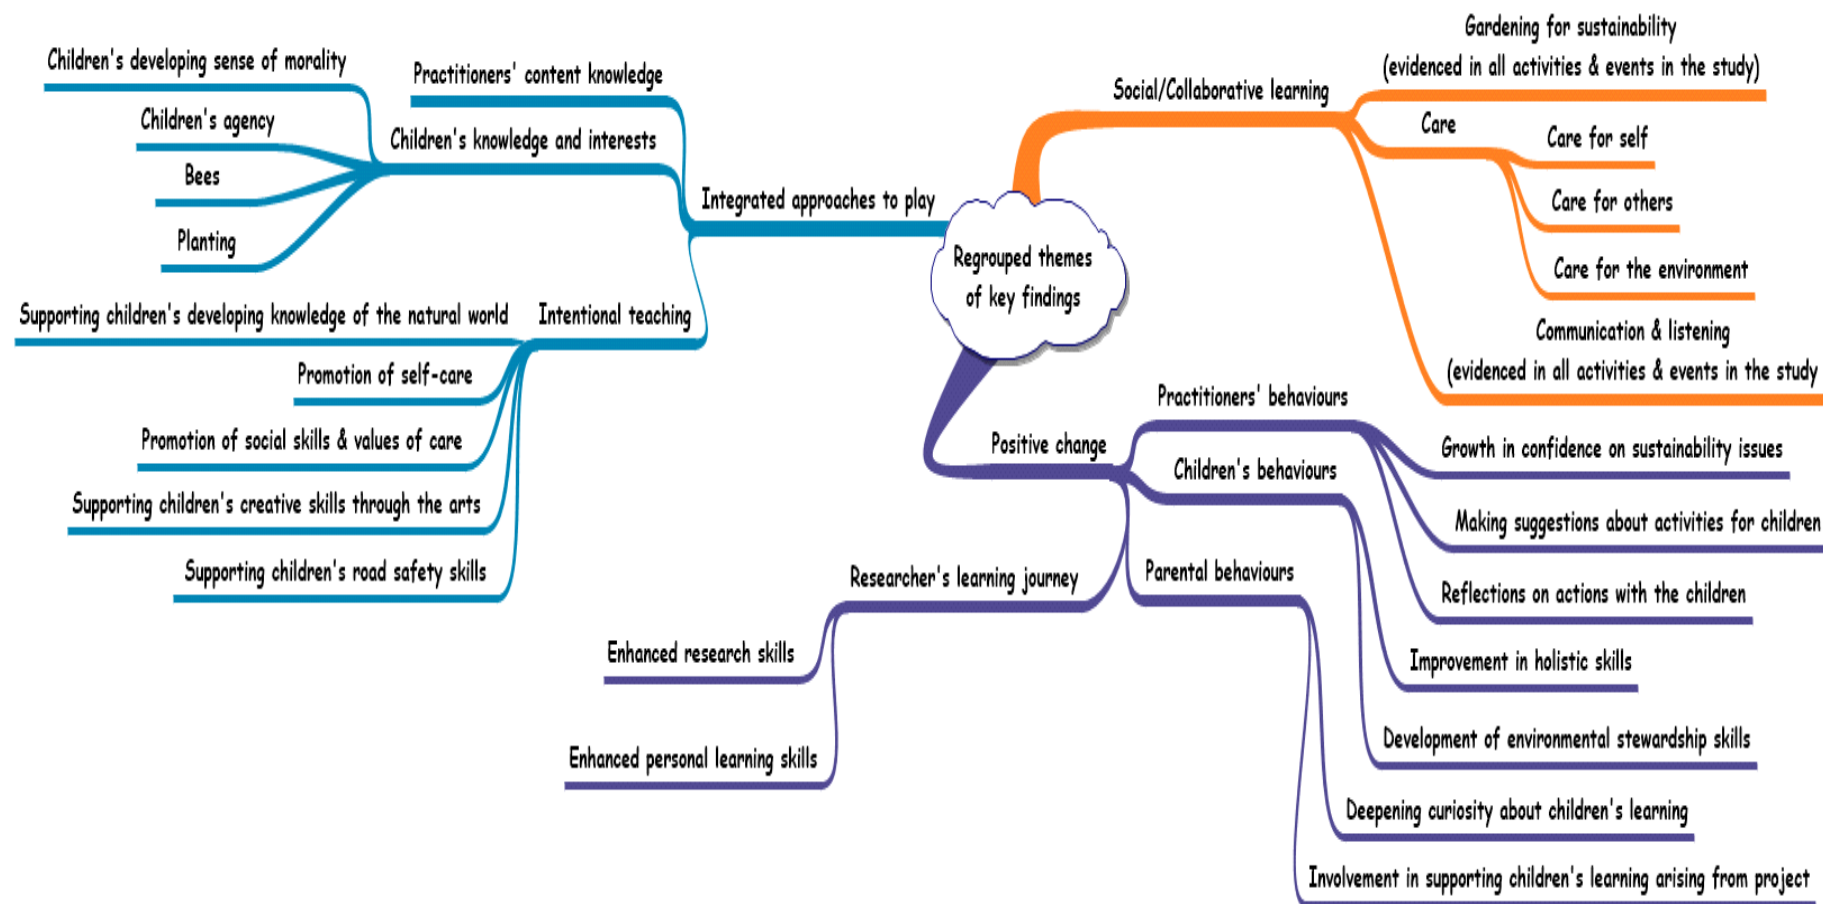 Regrouped themes
of key findings
Integrated approaches to play
Practitioners' content knowledge
Children's knowledge and interests
Children's developing sense of morality
Children's agency
Bees
Planting
Intentional teaching
Supporting children's developing knowledge of the natural world
Promotion of self-care
Promotion of social skills & values of care
Supporting children's creative skills through the arts
Supporting children's road safety skills
Social/Collaborative learning
Gardening for sustainability
(evidenced in all activities & events in the study)
Care
Care for self
Care for others
Care for the environment
Communication & listening
(evidenced in all activities & events in the study
Positive change
Practitioners' behaviours
Growth in confidence on sustainability issues
Making suggestions about activities for children
Reflections on actions with the children
Children's behaviours
Improvement in holistic skills
Development of environmental stewardship skills
Parental behaviours
Deepening curiosity about children's learning
Involvement in supporting children's learning arising from project
Researcher's learning journey
Enhanced research skills
Enhanced personal learning skills